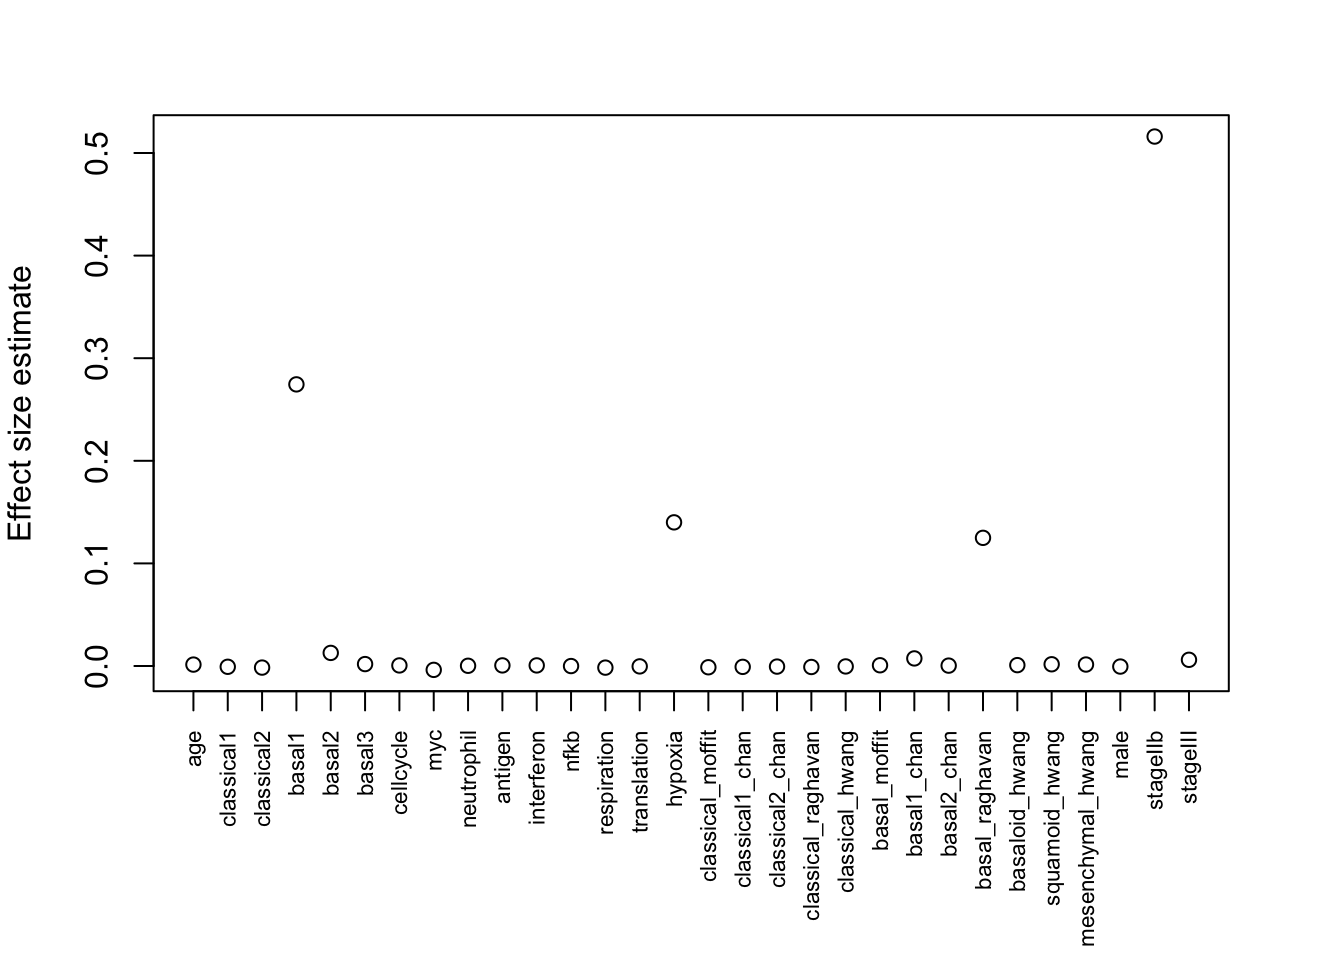 Effect size estimate
0.5
0.4
0.3
0.2
0.1
0.0
age
classical1
classical2
basal1
basal2
basal3
cellcycle
myc
neutrophil
antigen
interferon
nfkb
respiration
translation
hypoxia
classical_moffit
classical1_chan
classical2_chan
classical_raghavan
classical_hwang
basal_moffit
basal1_chan
basal2_chan
basal_raghavan
basaloid_hwang
squamoid_hwang
mesenchymal_hwang
male
stageIIb
stageIII